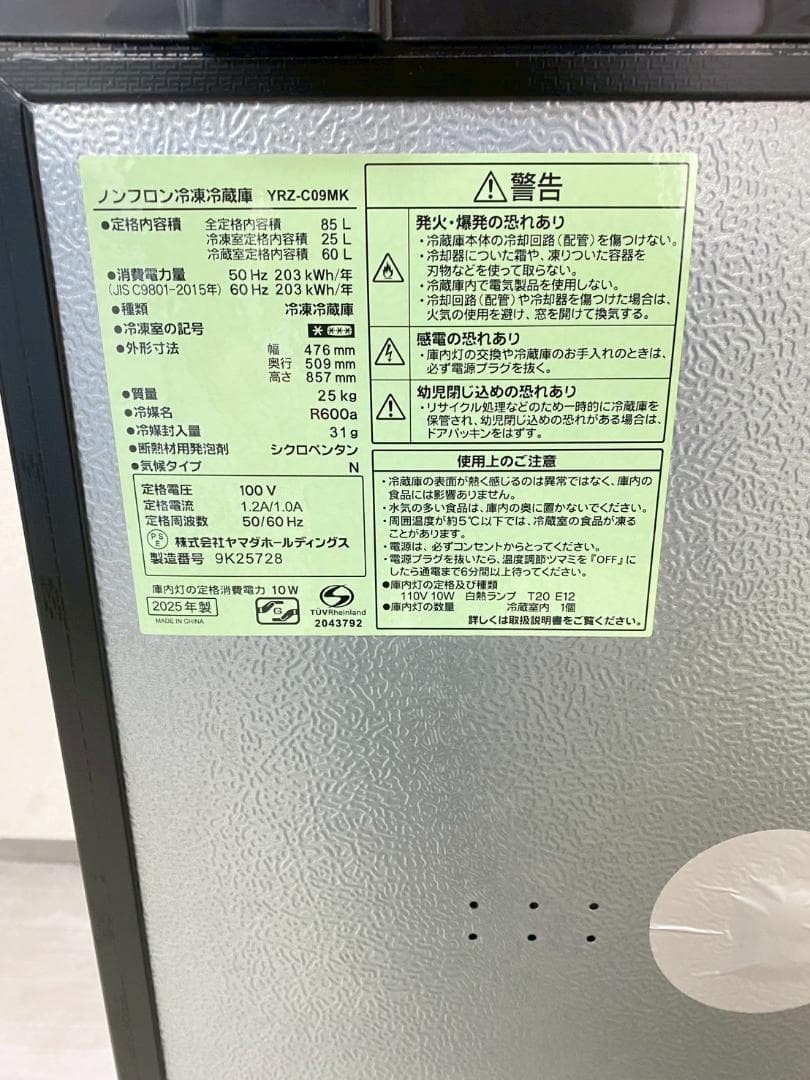 ノンフロン冷凍冷蔵庫 YRZ-C09MK
●定格内容積 全定格内容積 85 L
冷凍室定格内容積 25 L
冷蔵室定格内容積 60 L
●消費電力量 50 Hz 203 kWh/年
(JIS C9801-2015年) 60 Hz 203 kWh/年
●種類 冷凍冷蔵庫
●冷凍室の記号
●外形寸法 幅 476 mm
奥行 509 mm
高さ 857 mm
●質量 25 kg
●冷媒名 R600a
●冷媒封入量 31 g
●断熱材用発泡剤 シクロペンタン
●気候タイプ N
定格電圧 100 V
定格電流 1.2A/1.0A
定格周波数 50/60 Hz
PSE 株式会社ヤマダホールディングス
製造番号 9K25728
庫内灯の定格消費電力 10 W
2025年製
MADE IN CHINA
G
TÜVRheinland
2043792
警告
発火・爆発の恐れあり
・冷蔵庫本体の冷却回路(配管)を傷つけない。
・冷却器についた霜や、凍りついた容器を
刃物などを使って取らない。
・冷蔵庫内で電気製品を使用しない。
・冷却回路(配管)や冷却器を傷つけた場合は、
火気の使用を避け、窓を開けて換気する。
感電の恐れあり
・庫内灯の交換や冷蔵庫のお手入れのときは、
必ず電源プラグを抜く。
幼児閉じ込めの恐れあり
・リサイクル処理などのため一時的に冷蔵庫を
保管され、幼児閉じ込めの恐れがある場合は、
ドアパッキンをはずす。
使用上のご注意
・冷蔵庫の表面が熱く感じるのは異常ではなく、庫内の
食品には影響ありません。
・水気の多い食品は、庫内の奥に置かないでください。
・周囲温度が約5℃以下では、冷蔵室の食品が凍る
ことがあります。
・電源は、必ずコンセントからとってください。
・電源プラグを抜いたら、温度調節ツマミを『OFF』に
したら通電まで6分間以上待ってください。
●庫内灯の定格及び種類
110V 10W 白熱ランプ T20 E12
●庫内灯の数量 冷蔵室内 1個
詳しくは取扱説明書をご覧ください。